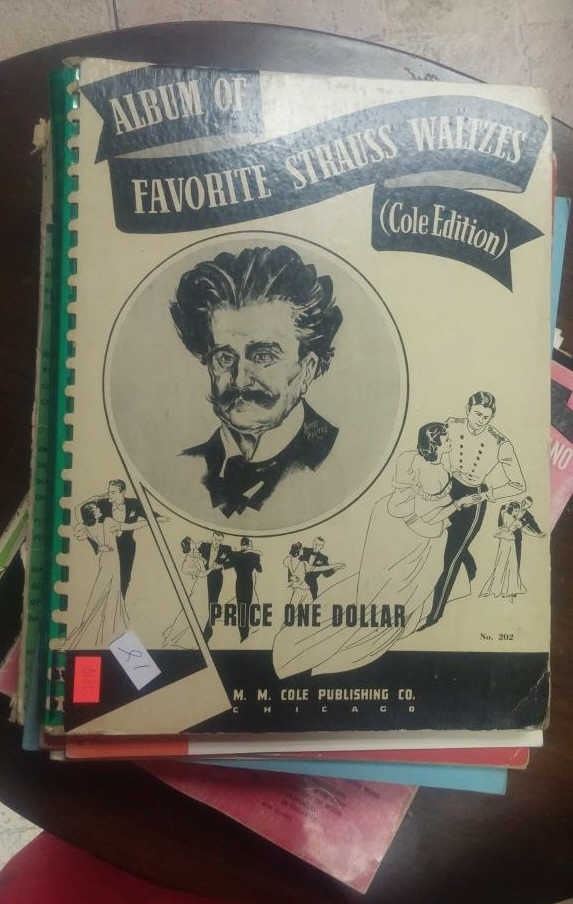 ALBUM OF
FAVORITE STRAUSS WALTZES
(Cole Edition)
PRICE ONE DOLLAR
No. 202
M. M. COLE PUBLISHING CO.
CHICAGO